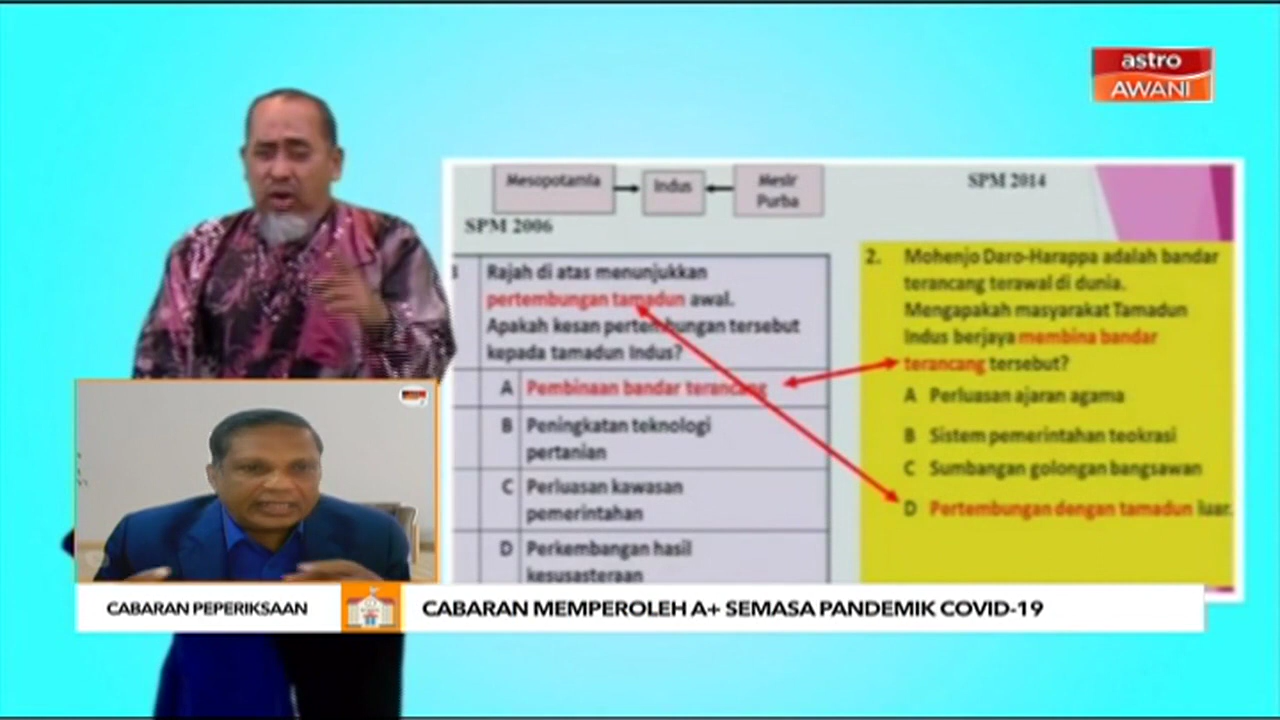 astro
AWANI
Mesopotamia
Indus
Mesir
Purba
SPM 2014
SPM 2006
Rajah di atas menunjukkan
pertembungan tamadun awal.
Apakah kesan pertembungan tersebut
kepada tamadun Indus?
A Pembinaan bandar terancang
B Peningkatan teknologi
pertanian
C Perluasan kawasan
pemerintahan
D Perkembangan hasil
kesusasteraan
2. Mohenjo Daro-Harappa adalah bandar
terancang terawal di dunia.
Mengapakah masyarakat Tamadun
Indus berjaya membina bandar
terancang tersebut?
A Perluasan ajaran agama
B Sistem pemerintahan teokrasi
C Sumbangan golongan bangsawan
D Pertembungan dengan tamadun luar.
CABARAN PEPERIKSAAN
CABARAN MEMPEROLEH A+ SEMASA PANDEMIK COVID-19